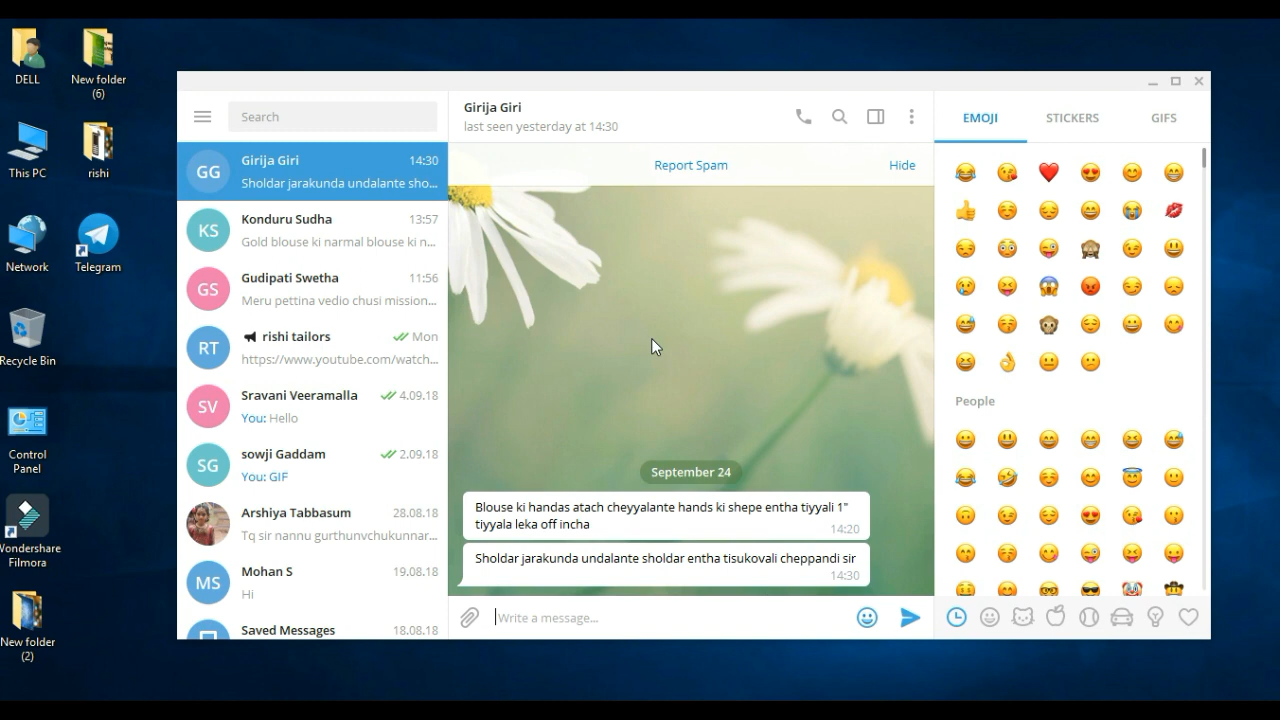 DELL
New folder
(6)
This PC
rishi
Network
Telegram
Recycle Bin
Control
Panel
Wondershare
Filmora
New folder
(2)
Search
GG
Girija Giri
14:30
Sholdar jarakunda undalante sho...
KS
Konduru Sudha
13:57
Gold blouse ki narmal blouse ki n...
GS
Gudipati Swetha
11:56
Meru pettina vedio chusi mission...
RT
rishi tailors
Mon
https://www.youtube.com/watch...
SV
Sravani Veeramalla
4.09.18
You: Hello
SG
sowji Gaddam
2.09.18
You: GIF
Arshiya Tabbasum
28.08.18
Tq sir nannu gurthunvchukunnar...
MS
Mohan S
19.08.18
Hi
Saved Messages
18.08.18
Girija Giri
last seen yesterday at 14:30
Report Spam
Hide
September 24
Blouse ki handas atach cheyyalante hands ki shepe entha tiyyali 1"
tiyyala leka off incha
14:20
Sholdar jarakunda undalante sholdar entha tisukovali cheppandi sir
14:30
Write a message...
EMOJI
STICKERS
GIFS
People